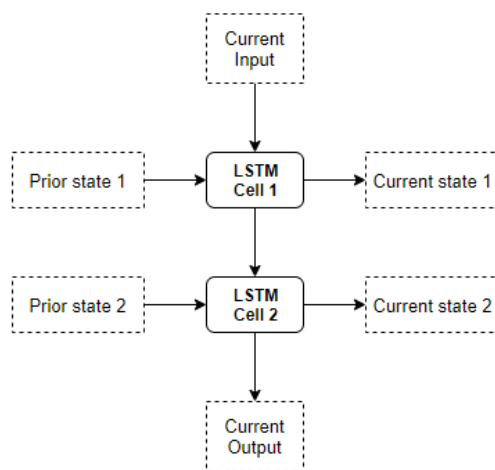 Current
Input
Prior state 1
LSTM
Cell 1
Current state 1
Prior state 2
LSTM
Cell 2
Current state 2
Current
Output